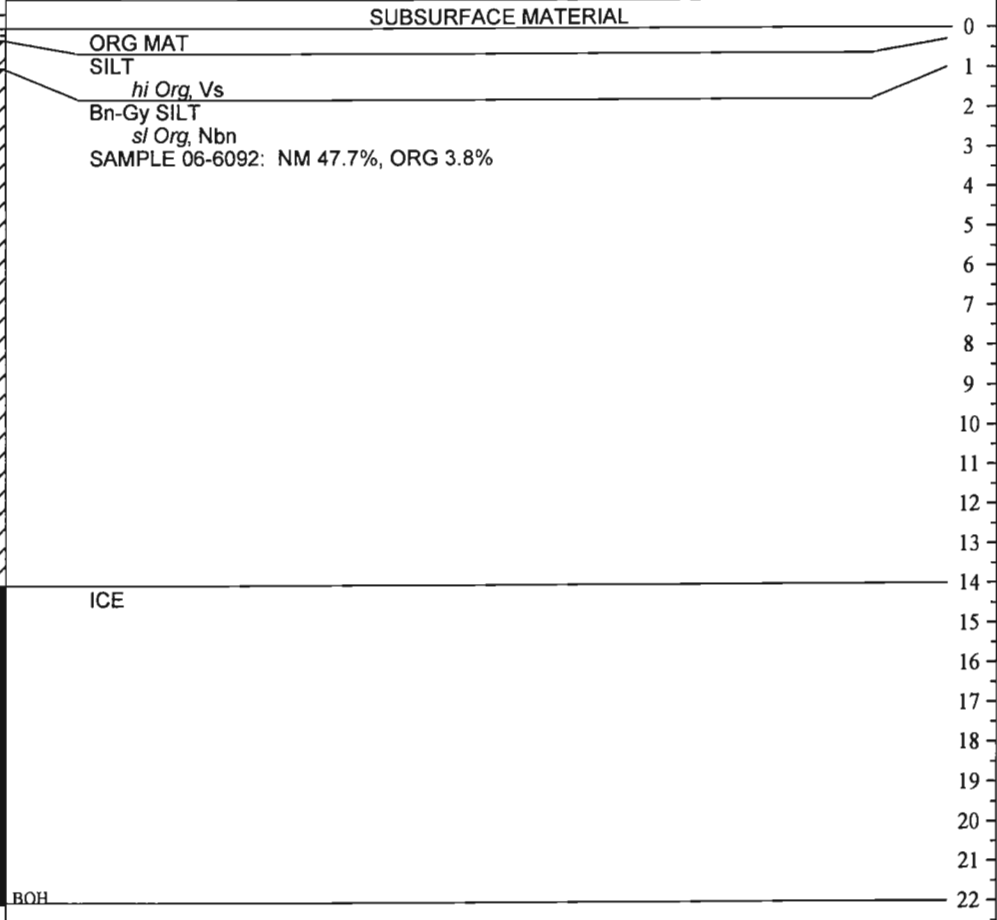 SUBSURFACE MATERIAL
0
ORG MAT
SILT
1
hi Org, Vs
2
Bn-Gy SILT
sl Org, Nbn
3
SAMPLE 06-6092: NM 47.7%, ORG 3.8%
4
5
6
7
8
9
10
11
12
13
14
ICE
15
16
17
18
19
20
21
BOH
22